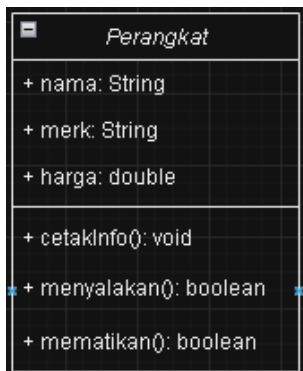 Perangkat
+ nama: String
+ merk: String
+ harga: double
+ cetakInfo(): void
+ menyalakan(): boolean
+ mematikan(): boolean